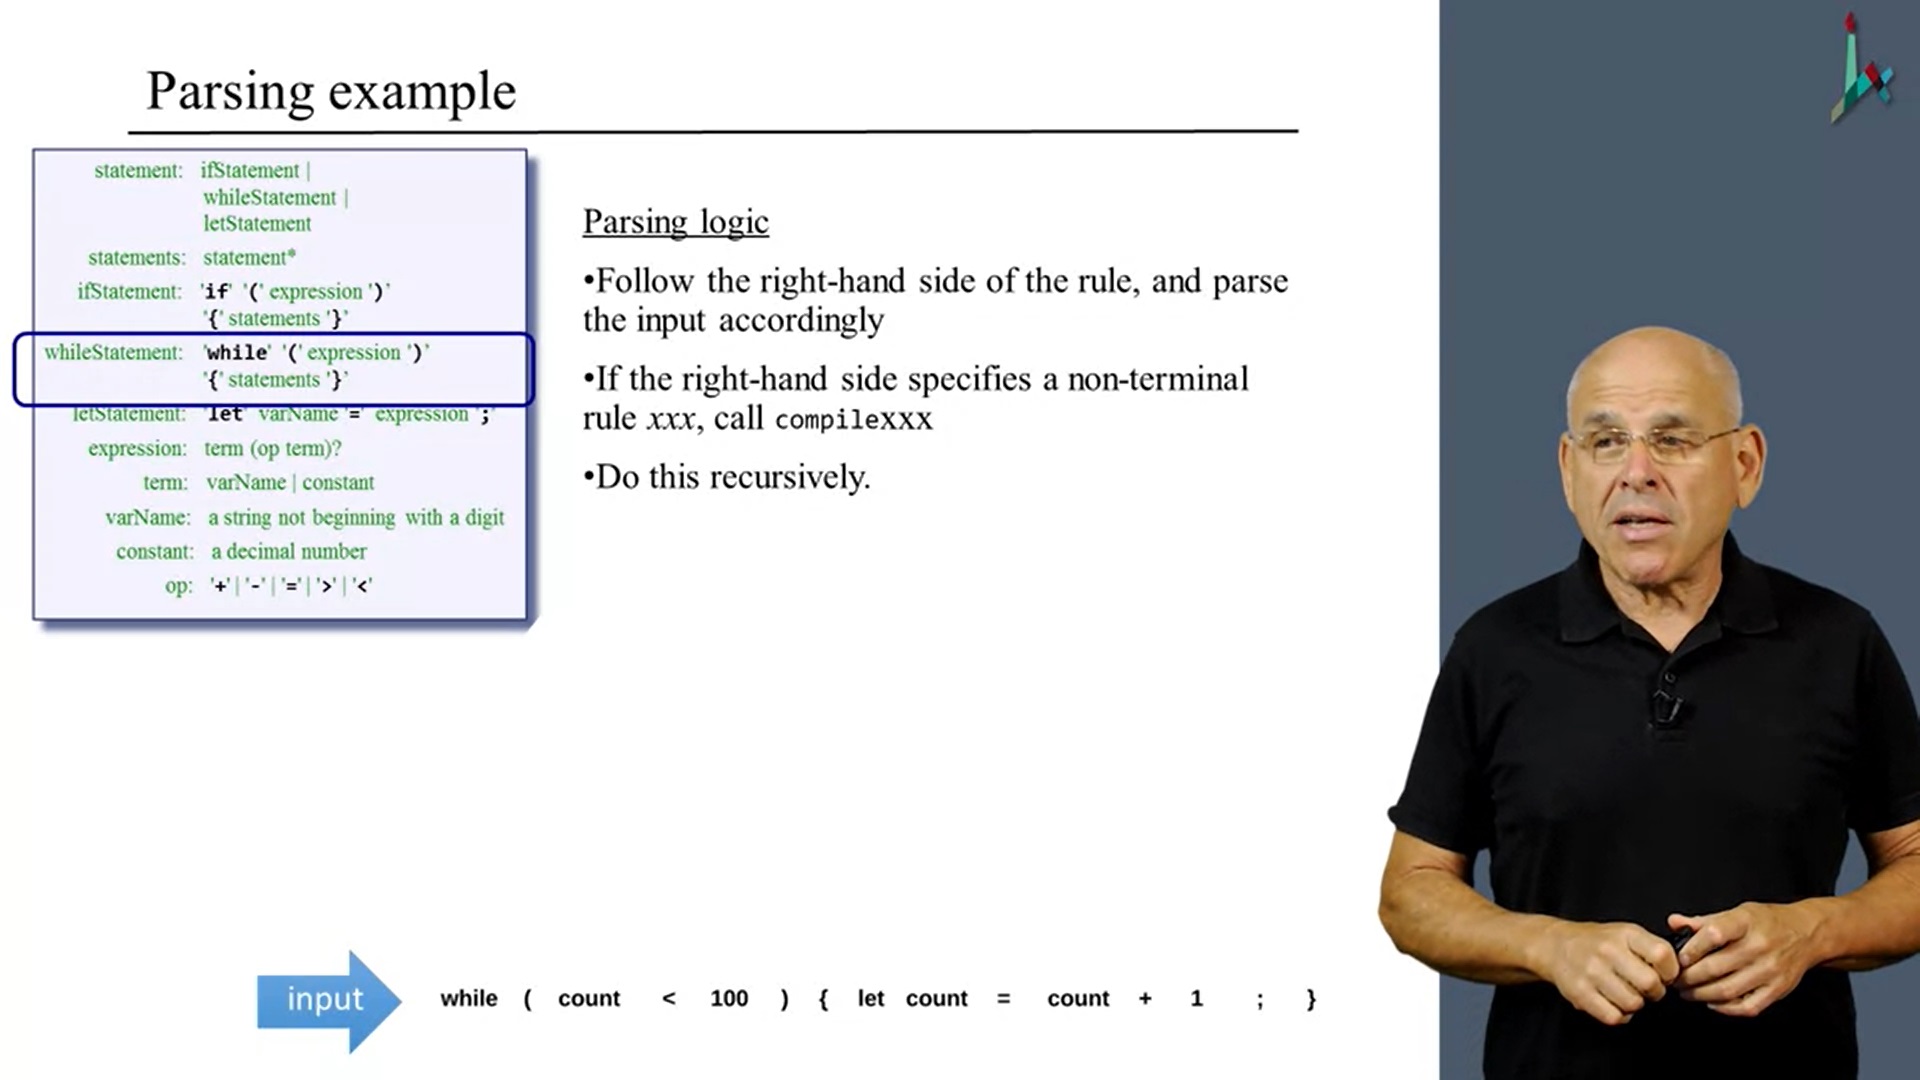 Parsing example
statement: ifStatement |
whileStatement |
letStatement
statements: statement*
ifStatement: 'if' '(' expression ')'
'{' statements '}'
whileStatement: 'while' '(' expression ')'
'{' statements '}'
letStatement: 'let' varName '=' expression ';'
expression: term (op term)?
term: varName | constant
varName: a string not beginning with a digit
constant: a decimal number
op: '+' | '-' | '=' | '>' | '<'
Parsing logic
•Follow the right-hand side of the rule, and parse
the input accordingly
•If the right-hand side specifies a non-terminal
rule xxx, call compilexxx
•Do this recursively.
input
while ( count < 100 ) { let count = count + 1 ; }